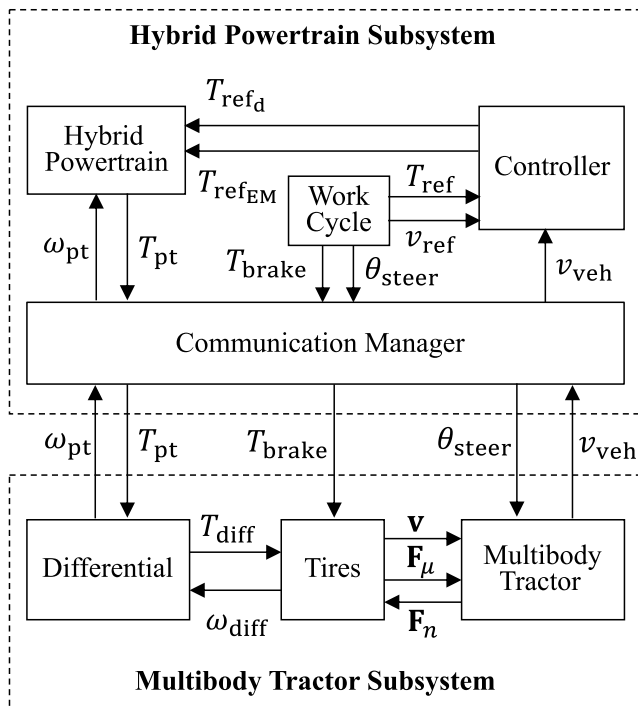 Hybrid Powertrain Subsystem
T_ref_d
Hybrid
Powertrain
Controller
T_ref_EM
Work
Cycle
T_ref
v_ref
ω_pt
T_pt
T_brake
θ_steer
v_veh
Communication Manager
ω_pt
T_pt
T_brake
θ_steer
v_veh
Differential
T_diff
ω_diff
Tires
v
F_μ
F_n
Multibody
Tractor
Multibody Tractor Subsystem